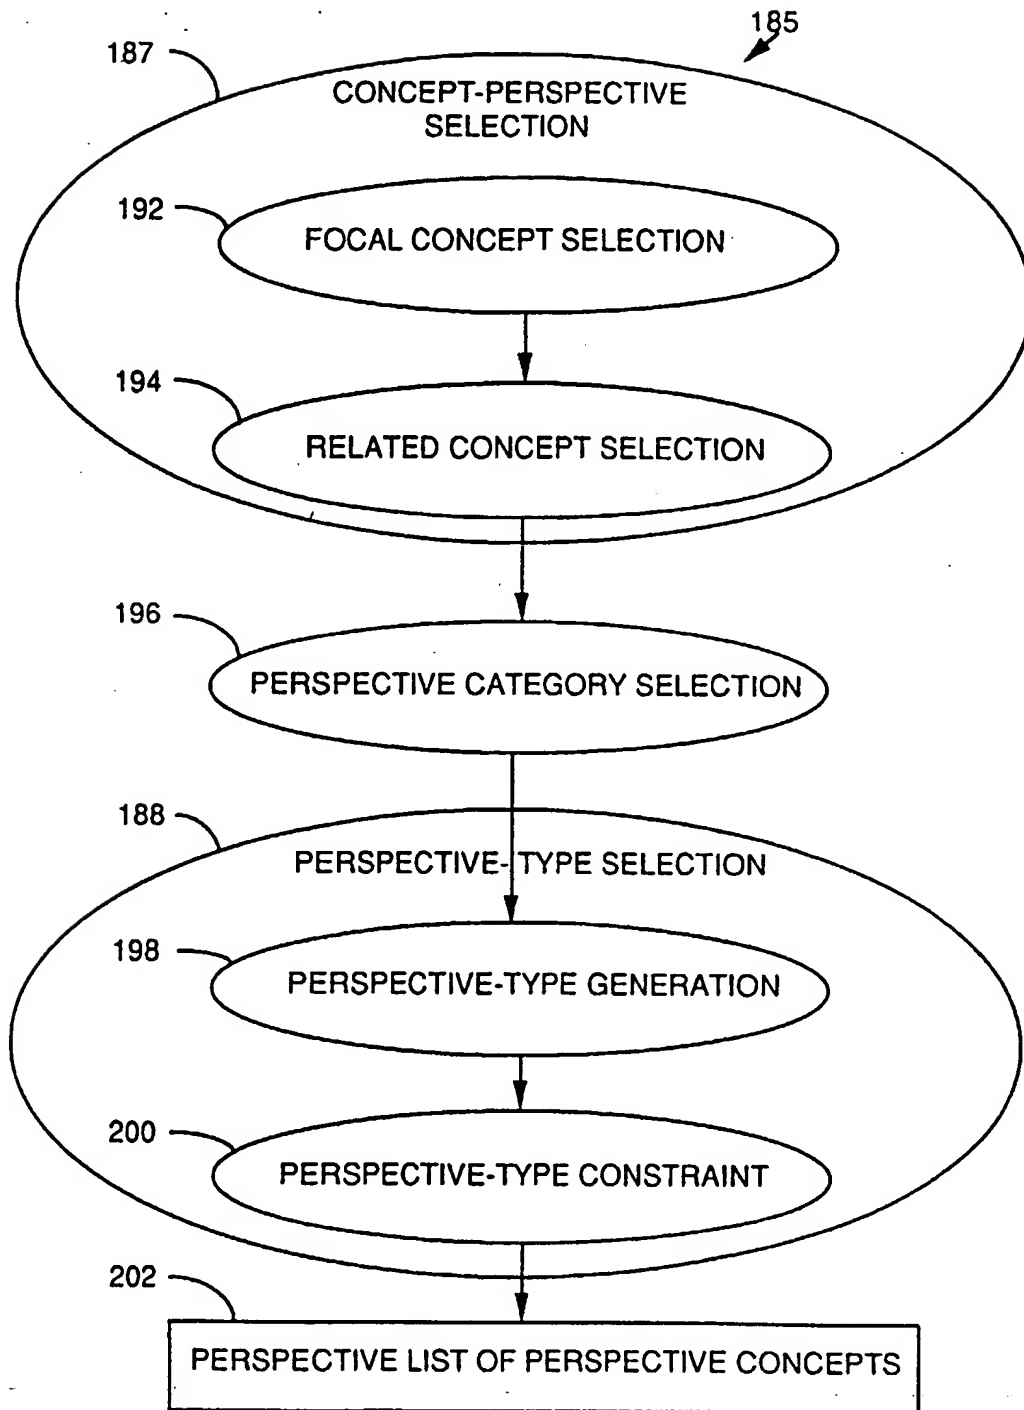 185
187
CONCEPT-PERSPECTIVE
SELECTION
192
FOCAL CONCEPT SELECTION
194
RELATED CONCEPT SELECTION
196
PERSPECTIVE CATEGORY SELECTION
188
PERSPECTIVE-TYPE SELECTION
198
PERSPECTIVE-TYPE GENERATION
200
PERSPECTIVE-TYPE CONSTRAINT
202
PERSPECTIVE LIST OF PERSPECTIVE CONCEPTS